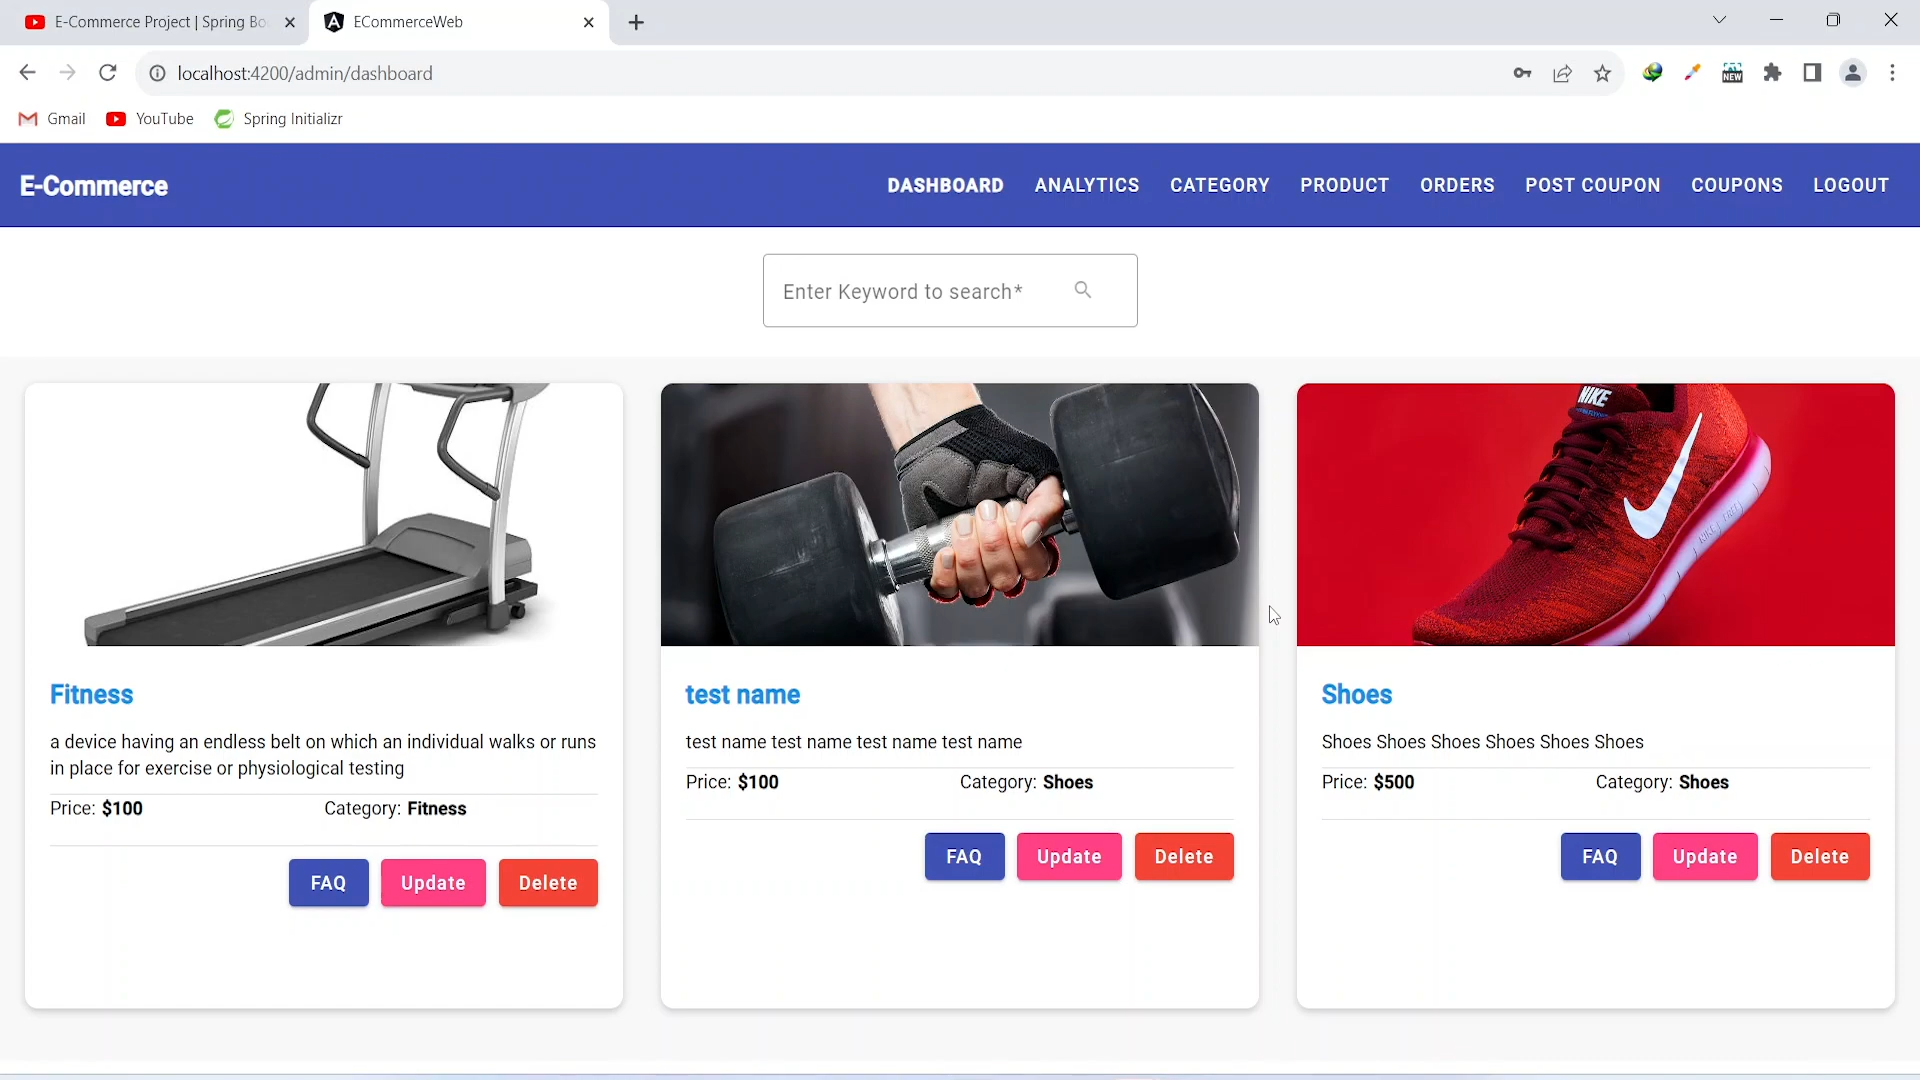 E-Commerce Project | Spring Bo
ECommerceWeb
localhost:4200/admin/dashboard
NEW
Gmail
YouTube
Spring Initializr
E-Commerce
DASHBOARD
ANALYTICS
CATEGORY
PRODUCT
ORDERS
POST COUPON
COUPONS
LOGOUT
Enter Keyword to search*
NIKE
Fitness
a device having an endless belt on which an individual walks or runs
in place for exercise or physiological testing
Price: $100
Category: Fitness
FAQ
Update
Delete
test name
test name test name test name test name
Price: $100
Category: Shoes
FAQ
Update
Delete
Shoes
Shoes Shoes Shoes Shoes Shoes Shoes
Price: $500
Category: Shoes
FAQ
Update
Delete